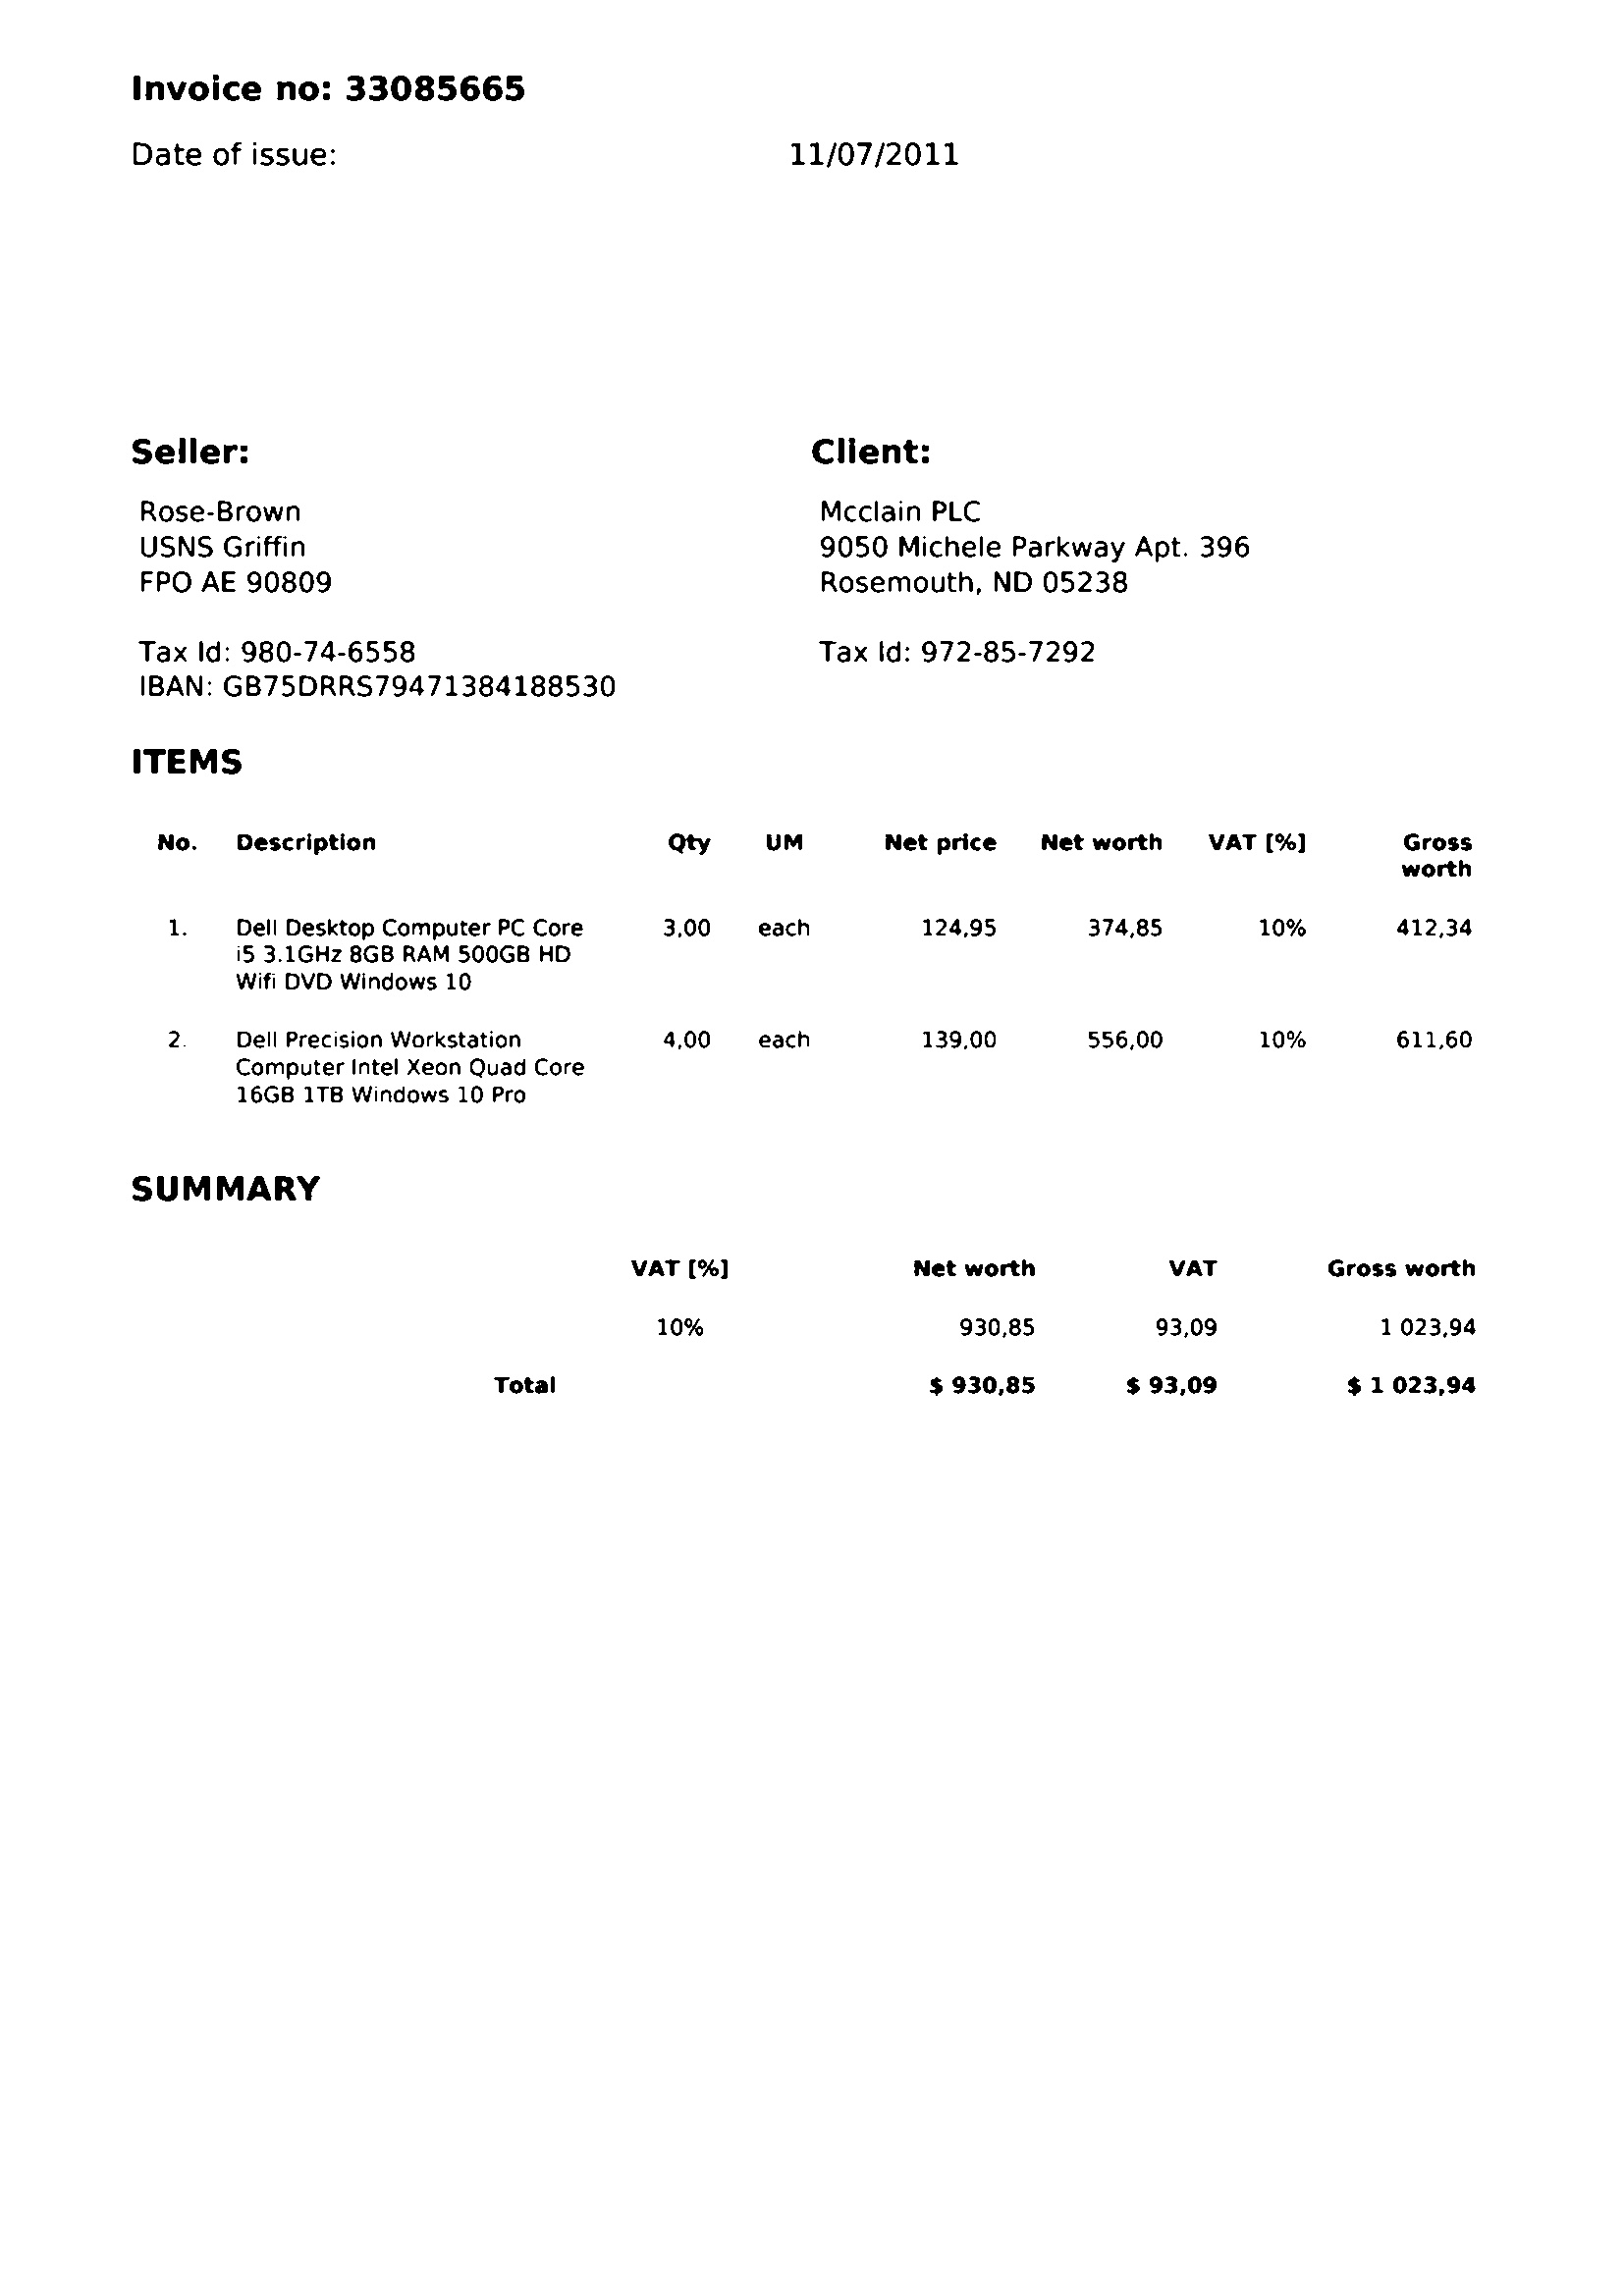 Invoice no: 33085665
Date of issue: 11/07/2011
Seller: Client:
Rose-Brown Mcclain PLC
USNS Griffin 9050 Michele Parkway Apt. 396
FPO AE 90809 Rosemouth, ND 05238
Tax Id: 980-74-6558 Tax Id: 972-85-7292
IBAN: GB75DRRS79471384188530
ITEMS
No. Description Qty UM Net price Net worth VAT [%] Gross
worth
1. Dell Desktop Computer PC Core 3,00 each 124,95 374,85 10% 412,34
i5 3.1GHz 8GB RAM 500GB HD
Wifi DVD Windows 10
2. Dell Precision Workstation 4,00 each 139,00 556,00 10% 611,60
Computer Intel Xeon Quad Core
16GB 1TB Windows 10 Pro
SUMMARY
VAT [%] Net worth VAT Gross worth
10% 930,85 93,09 1 023,94
Total $ 930,85 $ 93,09 $ 1 023,94